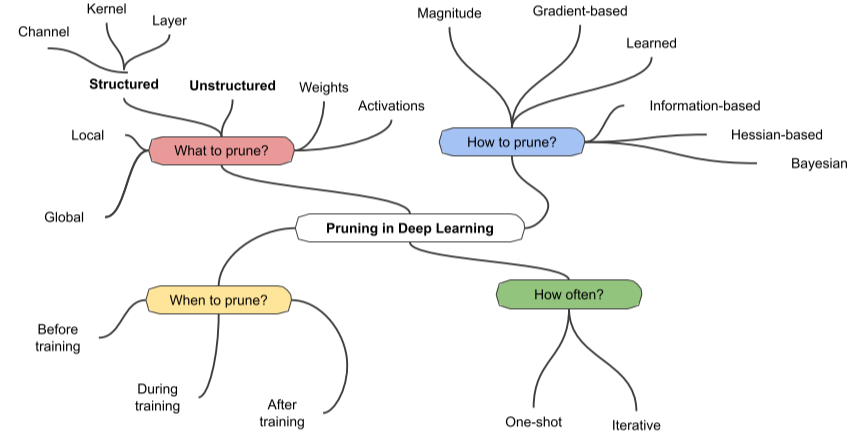 Kernel
Layer
Channel
Structured
Unstructured
Weights
Activations
Local
What to prune?
Global
Magnitude
Gradient-based
Learned
Information-based
How to prune?
Hessian-based
Bayesian
Pruning in Deep Learning
When to prune?
Before
training
During
training
After
training
How often?
One-shot
Iterative